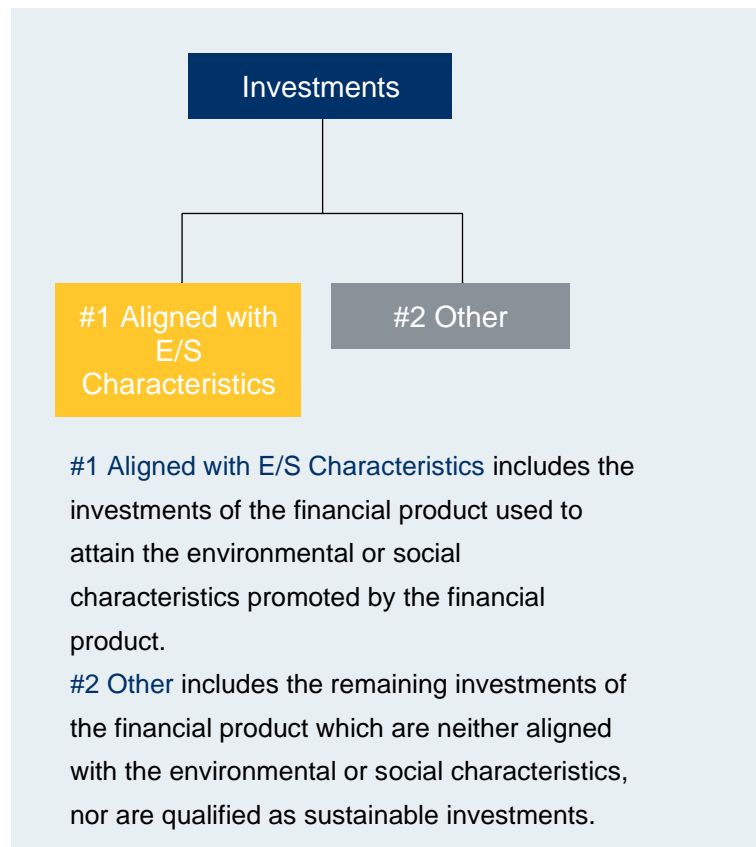 Investments
#1 Aligned with
E/S
Characteristics
#2 Other
#1 Aligned with E/S Characteristics includes the
investments of the financial product used to
attain the environmental or social
characteristics promoted by the financial
product.
#2 Other includes the remaining investments of
the financial product which are neither aligned
with the environmental or social characteristics,
nor are qualified as sustainable investments.